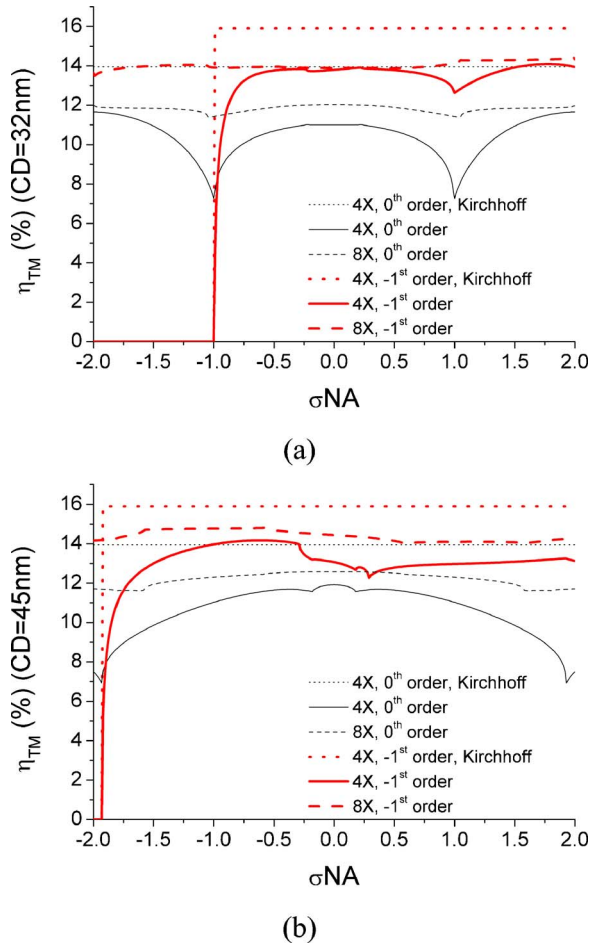 16
14
12
10
8
6
4
2
0
ηTM (%) (CD=32nm)
4X, 0th order, Kirchhoff
4X, 0th order
8X, 0th order
4X, -1st order, Kirchhoff
4X, -1st order
8X, -1st order
-2.0 -1.5 -1.0 -0.5 0.0 0.5 1.0 1.5 2.0
σNA
(a)
16
14
12
10
8
6
4
2
0
ηTM (%) (CD=45nm)
4X, 0th order, Kirchhoff
4X, 0th order
8X, 0th order
4X, -1st order, Kirchhoff
4X, -1st order
8X, -1st order
-2.0 -1.5 -1.0 -0.5 0.0 0.5 1.0 1.5 2.0
σNA
(b)